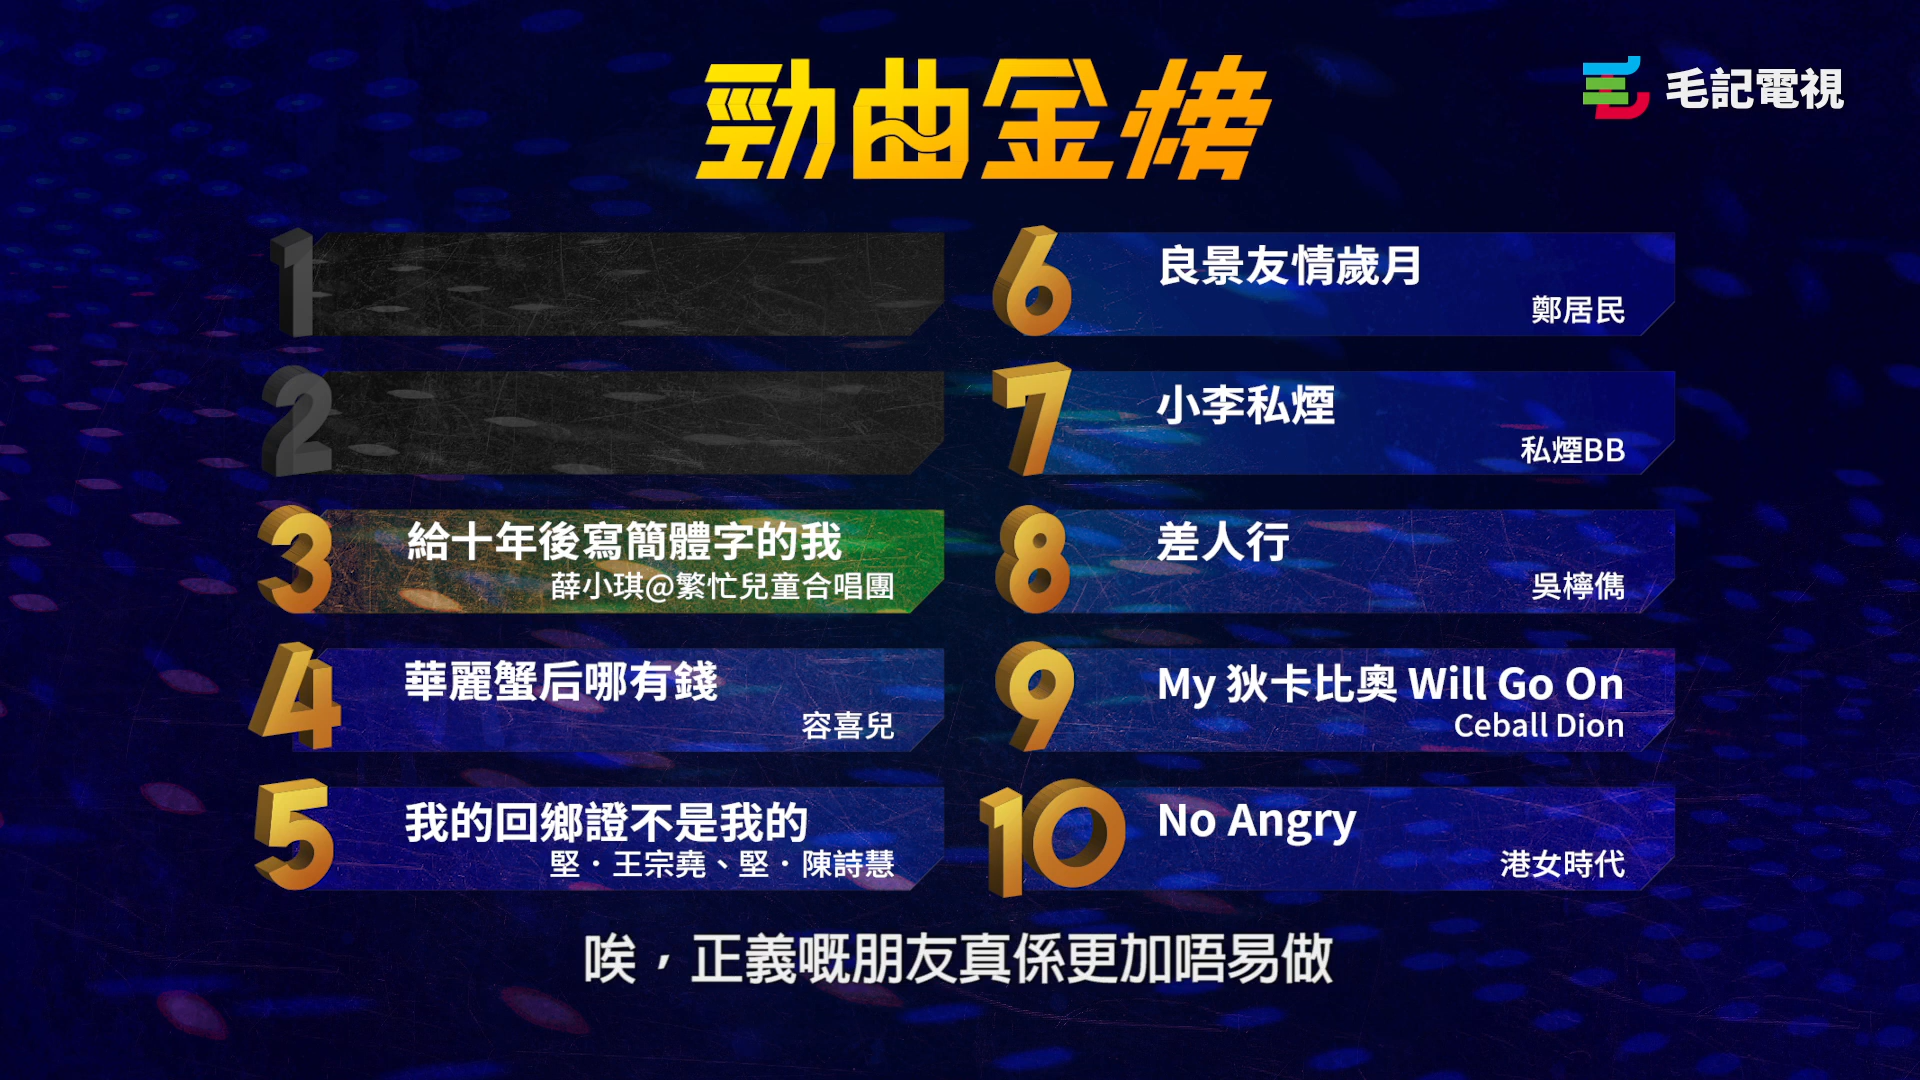 勁曲金榜
毛記電視
1
2
3
給十年後寫簡體字的我
薛小琪@繁忙兒童合唱團
4
華麗蟹后哪有錢
容喜兒
5
我的回鄉證不是我的
堅．王宗堯、堅．陳詩慧
6
良景友情歲月
鄭居民
7
小李私煙
私煙BB
8
差人行
吳檸儁
9
My 狄卡比奧 Will Go On
Ceball Dion
10
No Angry
港女時代
唉，正義嘅朋友真係更加唔易做